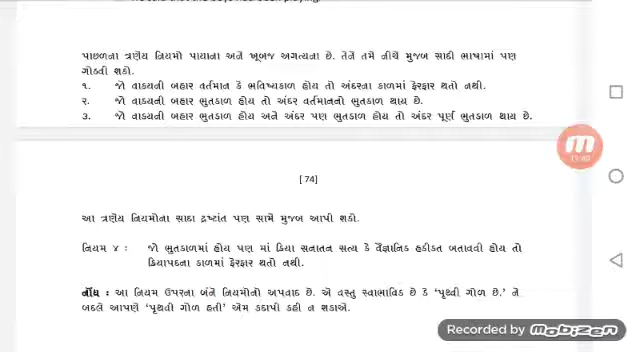 પાછળના ત્રણેય નિયમો પાયાના અને ખૂબજ અગત્યના છે. તેને તમે નીચે મુજબ સાદી ભાષામાં પણ
ગોઠવી શકો.
૧. જો વાક્યની બહાર વર્તમાન કે ભવિષ્યકાળ હોય તો અંદરના કાળમાં ફેરફાર થતો નથી.
૨. જો વાક્યની બહાર ભુતકાળ હોય તો અંદર વર્તમાનનો ભુતકાળ થાય છે.
૩. જો વાક્યની બહાર ભુતકાળ હોય અને અંદર પણ ભુતકાળ હોય તો અંદર પૂર્ણ ભુતકાળ થાય છે.
[74]
આ ત્રણેય નિયમોના સાદા દ્રષ્ટાંત પણ સામે મુજબ આપી શકો.
નિયમ ૪ : જો ભુતકાળમાં હોય પણ માં ક્રિયા સનાતન સત્ય કે વૈજ્ઞાનિક હકીકત બતાવવી હોય તો
ક્રિયાપદના કાળમાં ફેરફાર થતો નથી.
નોંધ : આ નિયમ ઉપરના બંને નિયમોનો અપવાદ છે. એ વસ્તુ સ્વાભાવિક છે કે 'પૃથ્વી ગોળ છે.' ને
બદલે આપણે 'પૃથ્વી ગોળ હતી' એમ કદાપી કહી ન શકાએ.
Recorded by mobizen